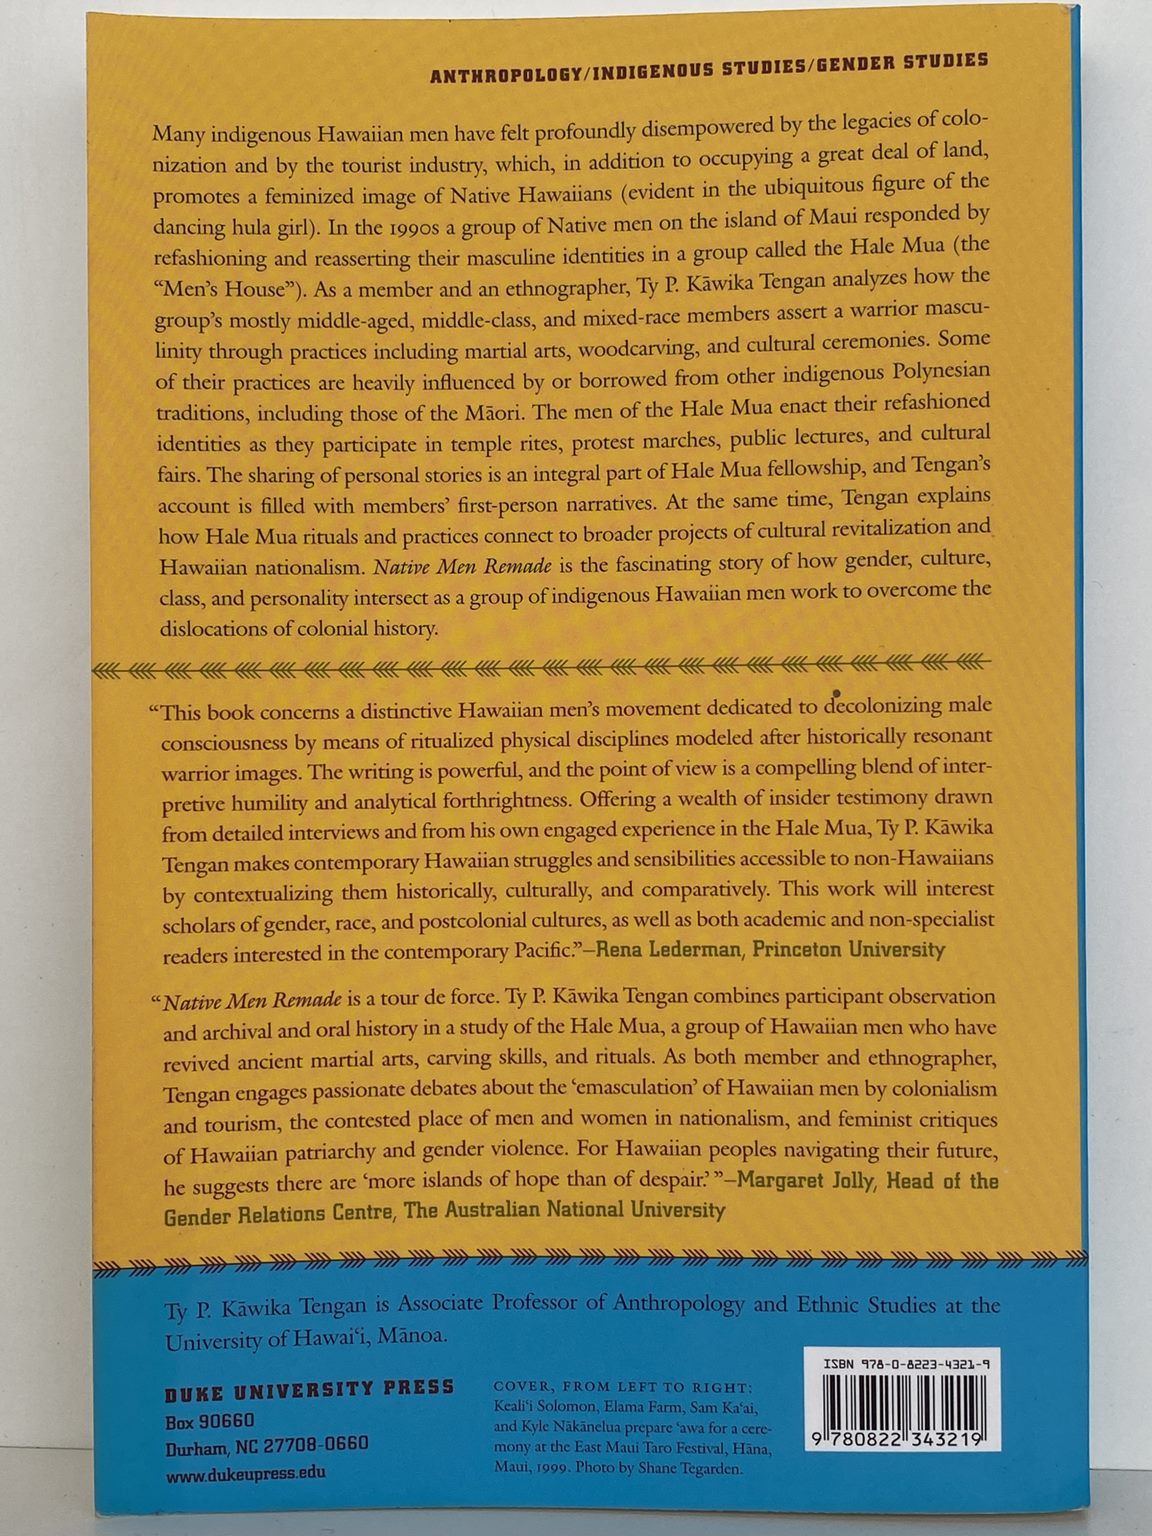 ANTHROPOLOGY/INDIGENOUS STUDIES/GENDER STUDIES
Many indigenous Hawaiian men have felt profoundly disempowered by the legacies of colo-
nization and by the tourist industry, which, in addition to occupying a great deal of land,
promotes a feminized image of Native Hawaiians (evident in the ubiquitous figure of the
dancing hula girl). In the 1990s a group of Native men on the island of Maui responded by
refashioning and reasserting their masculine identities in a group called the Hale Mua (the
“Men’s House”). As a member and an ethnographer, Ty P. Kāwika Tengan analyzes how the
group’s mostly middle-aged, middle-class, and mixed-race members assert a warrior mascu-
linity through practices including martial arts, woodcarving, and cultural ceremonies. Some
of their practices are heavily influenced by or borrowed from other indigenous Polynesian
traditions, including those of the Māori. The men of the Hale Mua enact their refashioned
identities as they participate in temple rites, protest marches, public lectures, and cultural
fairs. The sharing of personal stories is an integral part of Hale Mua fellowship, and Tengan’s
account is filled with members’ first-person narratives. At the same time, Tengan explains
how Hale Mua rituals and practices connect to broader projects of cultural revitalization and
Hawaiian nationalism. Native Men Remade is the fascinating story of how gender, culture,
class, and personality intersect as a group of indigenous Hawaiian men work to overcome the
dislocations of colonial history.
“This book concerns a distinctive Hawaiian men’s movement dedicated to decolonizing male
consciousness by means of ritualized physical disciplines modeled after historically resonant
warrior images. The writing is powerful, and the point of view is a compelling blend of inter-
pretive humility and analytical forthrightness. Offering a wealth of insider testimony drawn
from detailed interviews and from his own engaged experience in the Hale Mua, Ty P. Kāwika
Tengan makes contemporary Hawaiian struggles and sensibilities accessible to non-Hawaiians
by contextualizing them historically, culturally, and comparatively. This work will interest
scholars of gender, race, and postcolonial cultures, as well as both academic and non-specialist
readers interested in the contemporary Pacific.”—Rena Lederman, Princeton University
“Native Men Remade is a tour de force. Ty P. Kāwika Tengan combines participant observation
and archival and oral history in a study of the Hale Mua, a group of Hawaiian men who have
revived ancient martial arts, carving skills, and rituals. As both member and ethnographer,
Tengan engages passionate debates about the ‘emasculation’ of Hawaiian men by colonialism
and tourism, the contested place of men and women in nationalism, and feminist critiques
of Hawaiian patriarchy and gender violence. For Hawaiian peoples navigating their future,
he suggests there are ‘more islands of hope than of despair.’ ”—Margaret Jolly, Head of the
Gender Relations Centre, The Australian National University
Ty P. Kāwika Tengan is Associate Professor of Anthropology and Ethnic Studies at the
University of Hawaiʻi, Mānoa.
DUKE UNIVERSITY PRESS
Box 90660
Durham, NC 27708-0660
www.dukeupress.edu
COVER, FROM LEFT TO RIGHT:
Kealiʻi Solomon, Elama Farm, Sam Kaʻai,
and Kyle Nākānelua prepare ʻawa for a cere-
mony at the East Maui Taro Festival, Hāna,
Maui, 1999. Photo by Shane Tegarden.
ISBN 978-0-8223-4321-9
9 780822 343219